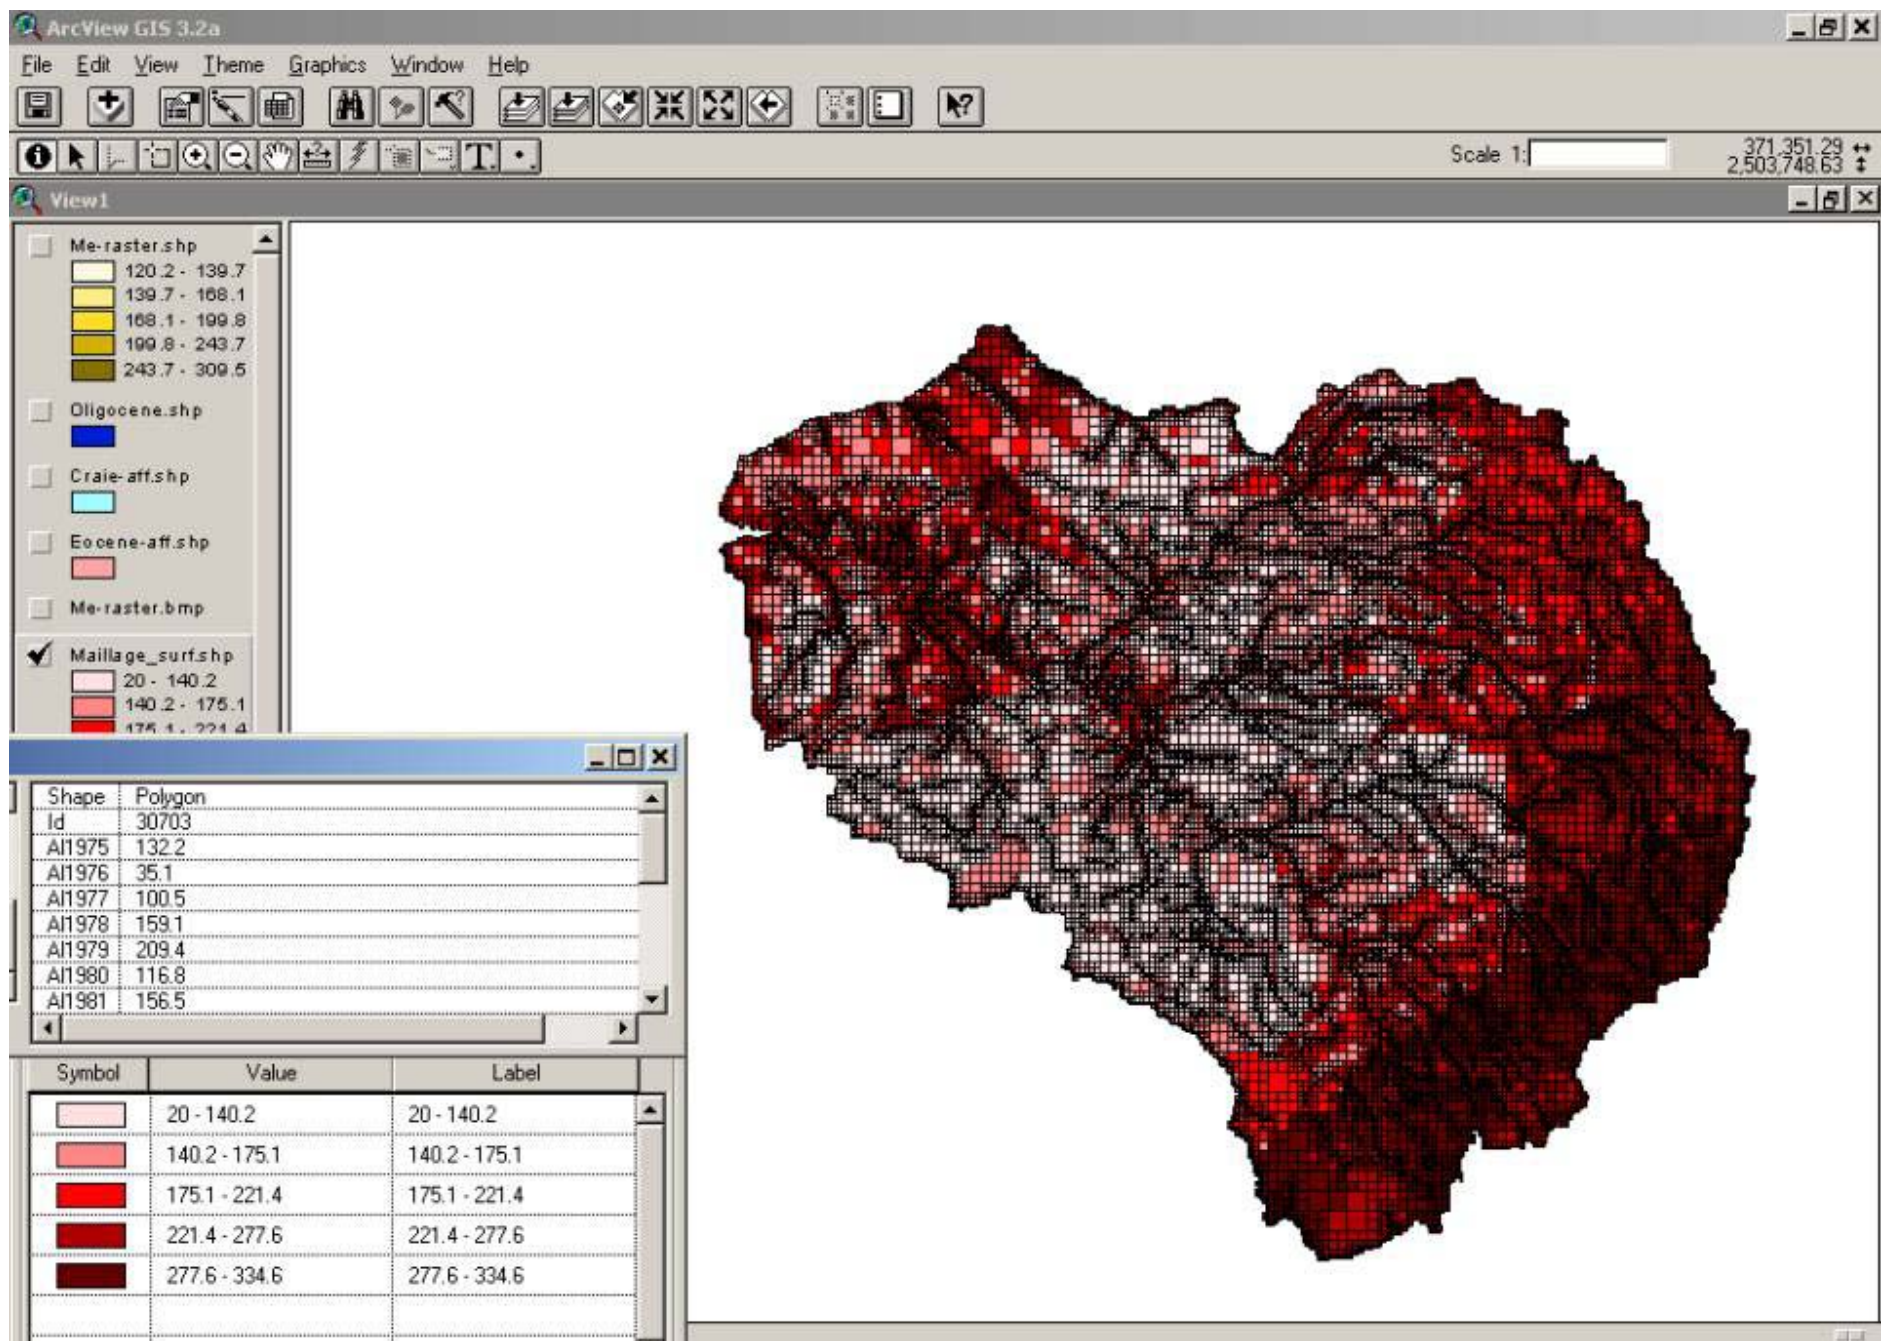 ArcView GIS 3.2a
File Edit View Theme Graphics Window Help
Scale 1: 371,351.29
2,503,748.63
View1
Me-raster.shp
120.2 - 139.7
139.7 - 168.1
168.1 - 199.8
199.8 - 243.7
243.7 - 309.5
Oligocene.shp
Craie-aff.shp
Eocene-aff.shp
Me-raster.bmp
Maillage_surf.shp
20 - 140.2
140.2 - 175.1
175.1 - 221.4
Shape Polygon
Id 30703
Al1975 132.2
Al1976 35.1
Al1977 100.5
Al1978 159.1
Al1979 209.4
Al1980 116.8
Al1981 156.5
Symbol Value Label
20 - 140.2 20 - 140.2
140.2 - 175.1 140.2 - 175.1
175.1 - 221.4 175.1 - 221.4
221.4 - 277.6 221.4 - 277.6
277.6 - 334.6 277.6 - 334.6